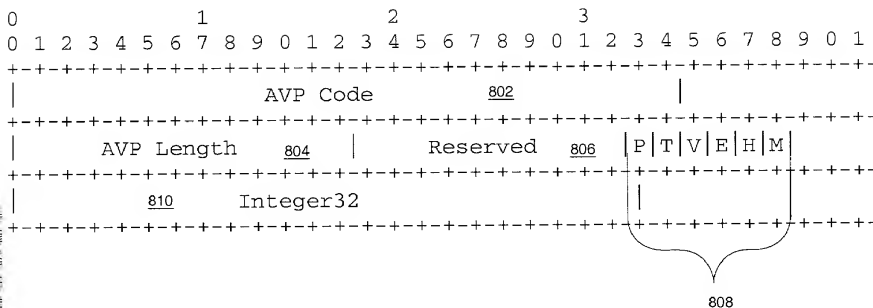 0 1 2 3
0 1 2 3 4 5 6 7 8 9 0 1 2 3 4 5 6 7 8 9 0 1 2 3 4 5 6 7 8 9 0 1
+-+-+-+-+-+-+-+-+-+-+-+-+-+-+-+-+-+-+-+-+-+-+-+-+-+-+-+-+-+-+-+-
| AVP Code 802 |
+-+-+-+-+-+-+-+-+-+-+-+-+-+-+-+-+-+-+-+-+-+-+-+-+-+-+-+-+-+-+-+-
| AVP Length 804 | Reserved 806 |P|T|V|E|H|M|
+-+-+-+-+-+-+-+-+-+-+-+-+-+-+-+-+-+-+-+-+-+-+-+-+-+-+-+-+-+-+-+-
| 810 Integer32 |
+-+-+-+-+-+-+-+-+-+-+-+-+-+-+-+-+-+-+-+-+-+-+-+-+-+-+-+-+-+-+-+-
808